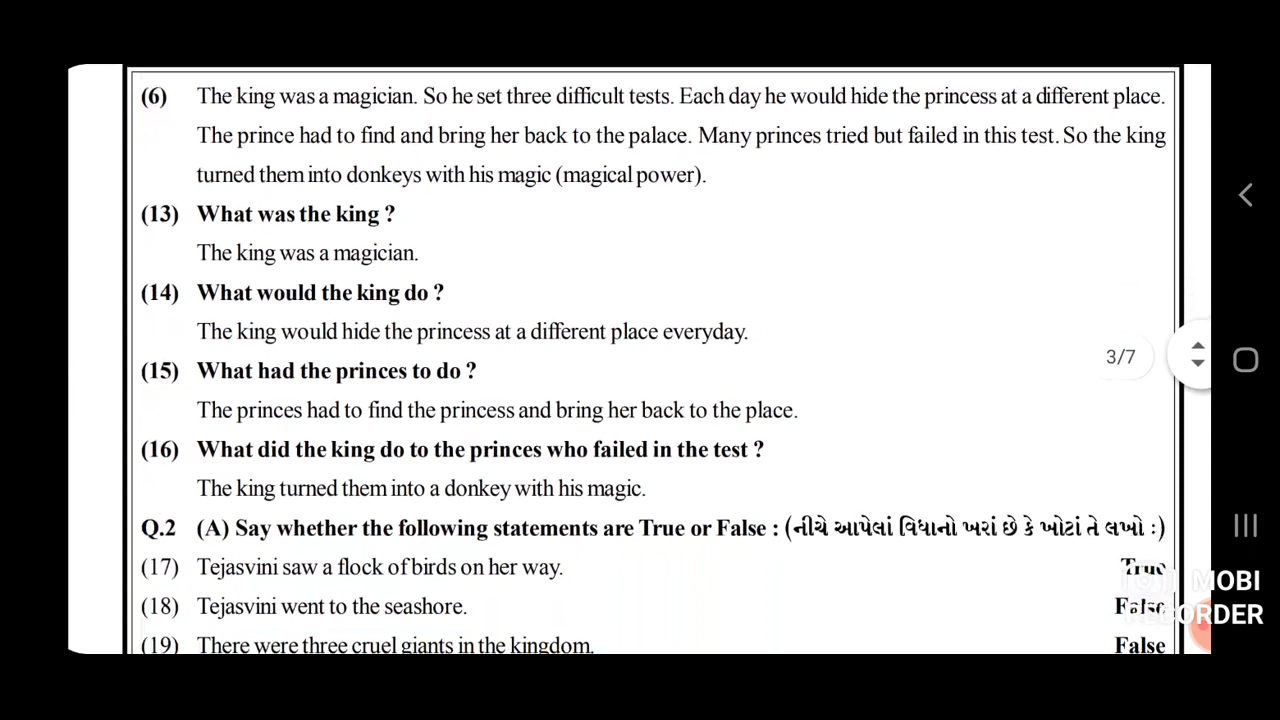 (6) The king was a magician. So he set three difficult tests. Each day he would hide the princess at a different place.
The prince had to find and bring her back to the palace. Many princes tried but failed in this test. So the king
turned them into donkeys with his magic (magical power).
(13) What was the king ?
The king was a magician.
(14) What would the king do ?
The king would hide the princess at a different place everyday.
(15) What had the princes to do ?
3/7
The princes had to find the princess and bring her back to the place.
(16) What did the king do to the princes who failed in the test ?
The king turned them into a donkey with his magic.
Q.2 (A) Say whether the following statements are True or False : (નીચે આપેલાં વિધાનો ખરાં છે કે ખોટાં તે લખો :)
(17) Tejasvini saw a flock of birds on her way. True
(18) Tejasvini went to the seashore. False
(19) There were three cruel giants in the kingdom. False
MOBI
RECORDER